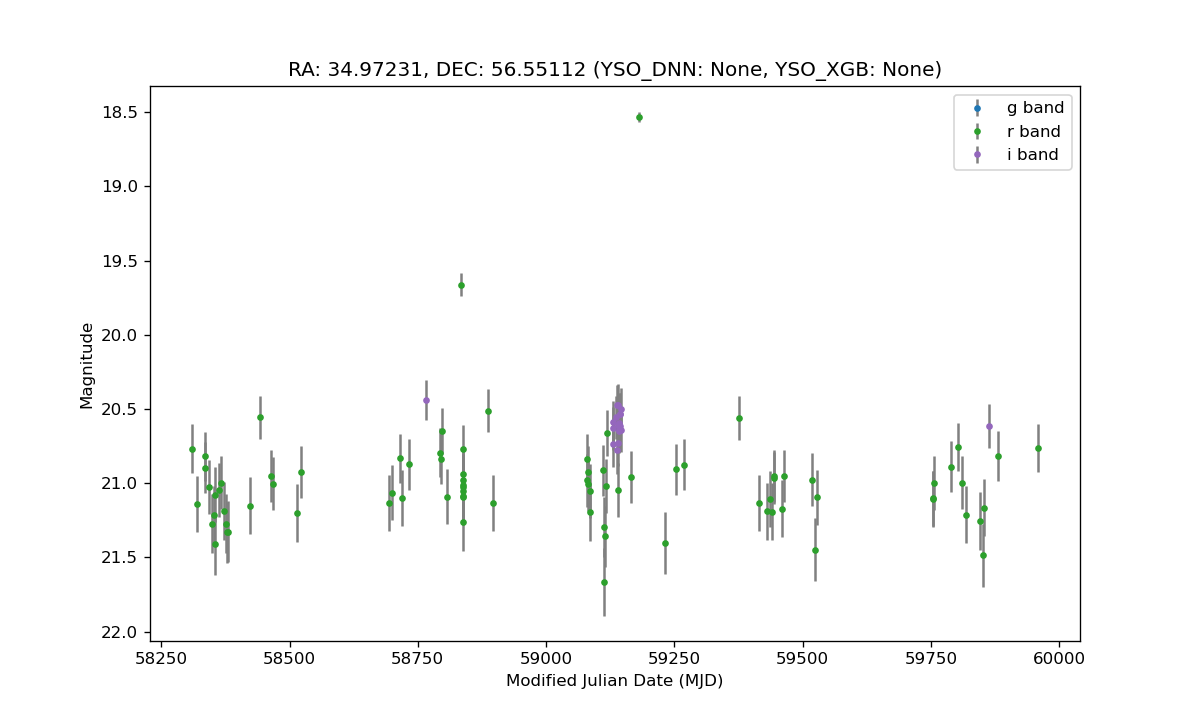 RA: 34.97231, DEC: 56.55112 (YSO_DNN: None, YSO_XGB: None)
g band
r band
i band
18.5
19.0
19.5
20.0
20.5
21.0
21.5
22.0
Magnitude
58250 58500 58750 59000 59250 59500 59750 60000
Modified Julian Date (MJD)